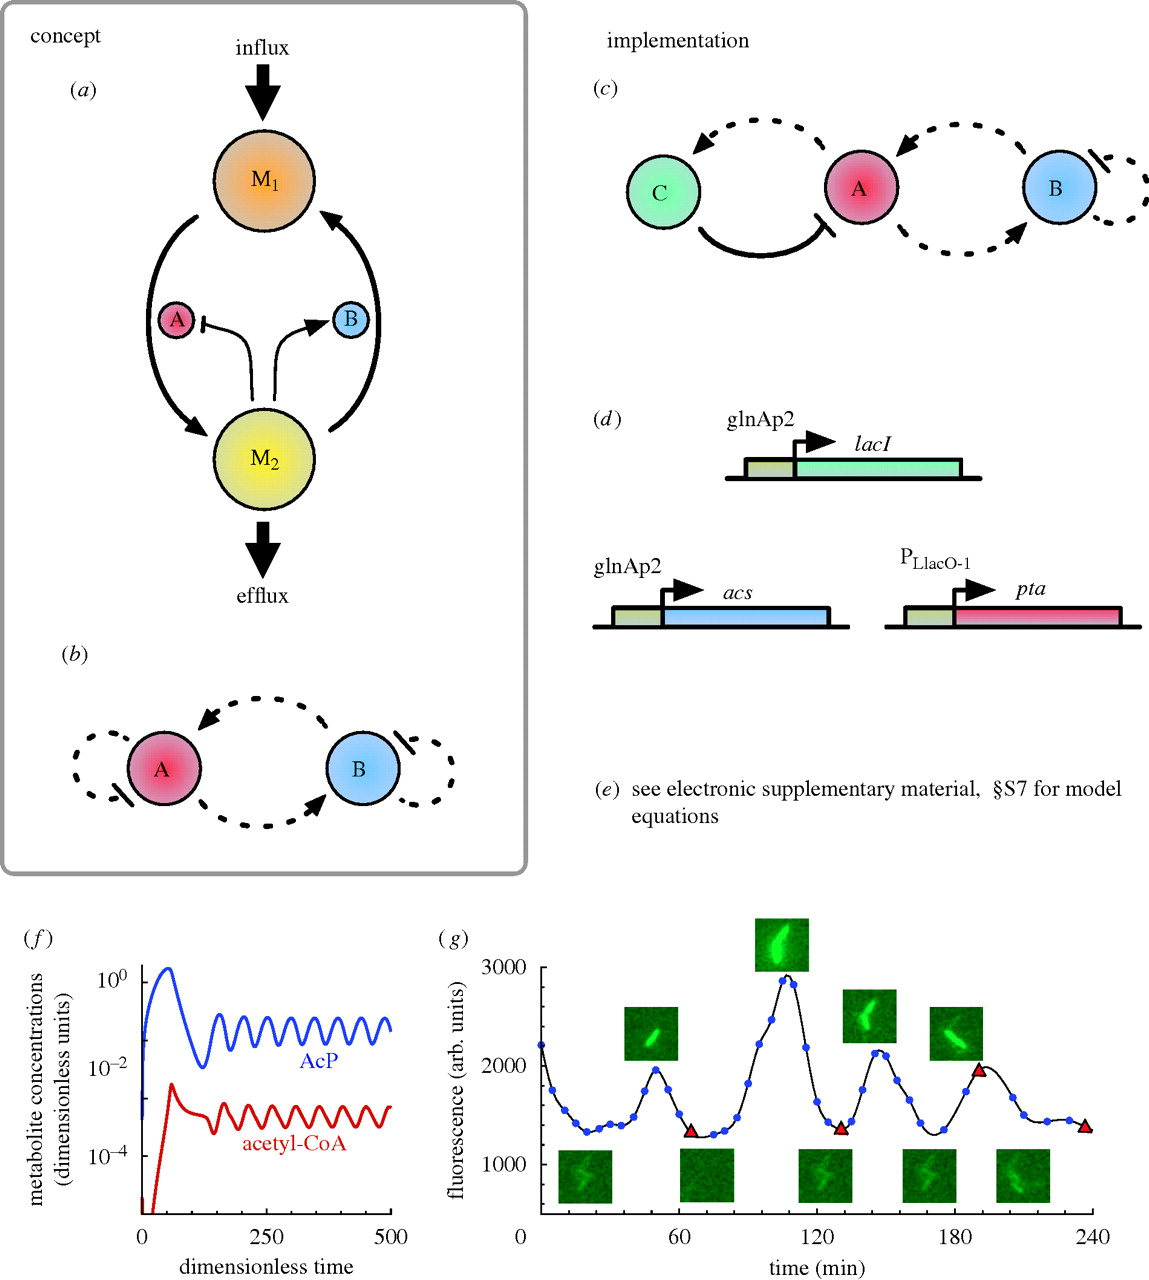 concept
(a)
influx
M1
A
B
M2
efflux
(b)
A
B
implementation
(c)
C
A
B
(d)
glnAp2
lacI
glnAp2
acs
PLlacO-1
pta
(e) see electronic supplementary material, §S7 for model
equations
(f)
metabolite concentrations
(dimensionless units)
10^0
10^-2
10^-4
AcP
acetyl-CoA
0
250
500
dimensionless time
(g)
fluorescence (arb. units)
3000
2000
1000
0
60
120
180
240
time (min)